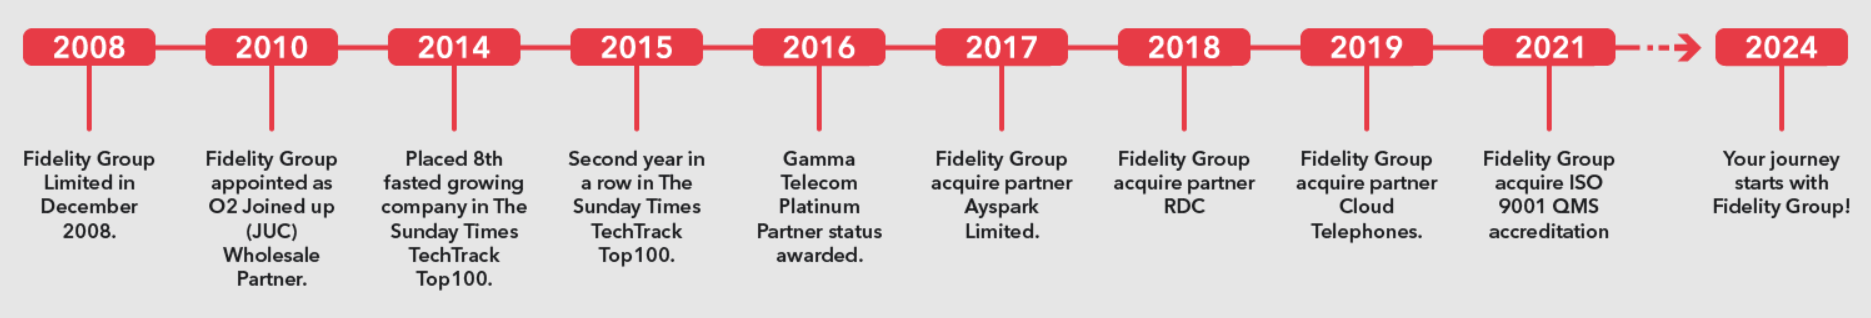 2008
Fidelity Group
Limited in
December
2008.
2010
Fidelity Group
appointed as
O2 Joined up
(JUC)
Wholesale
Partner.
2014
Placed 8th
fasted growing
company in The
Sunday Times
TechTrack
Top100.
2015
Second year in
a row in The
Sunday Times
TechTrack
Top100.
2016
Gamma
Telecom
Platinum
Partner status
awarded.
2017
Fidelity Group
acquire partner
Ayspark
Limited.
2018
Fidelity Group
acquire partner
RDC
2019
Fidelity Group
acquire partner
Cloud
Telephones.
2021
Fidelity Group
acquire ISO
9001 QMS
accreditation
2024
Your journey
starts with
Fidelity Group!